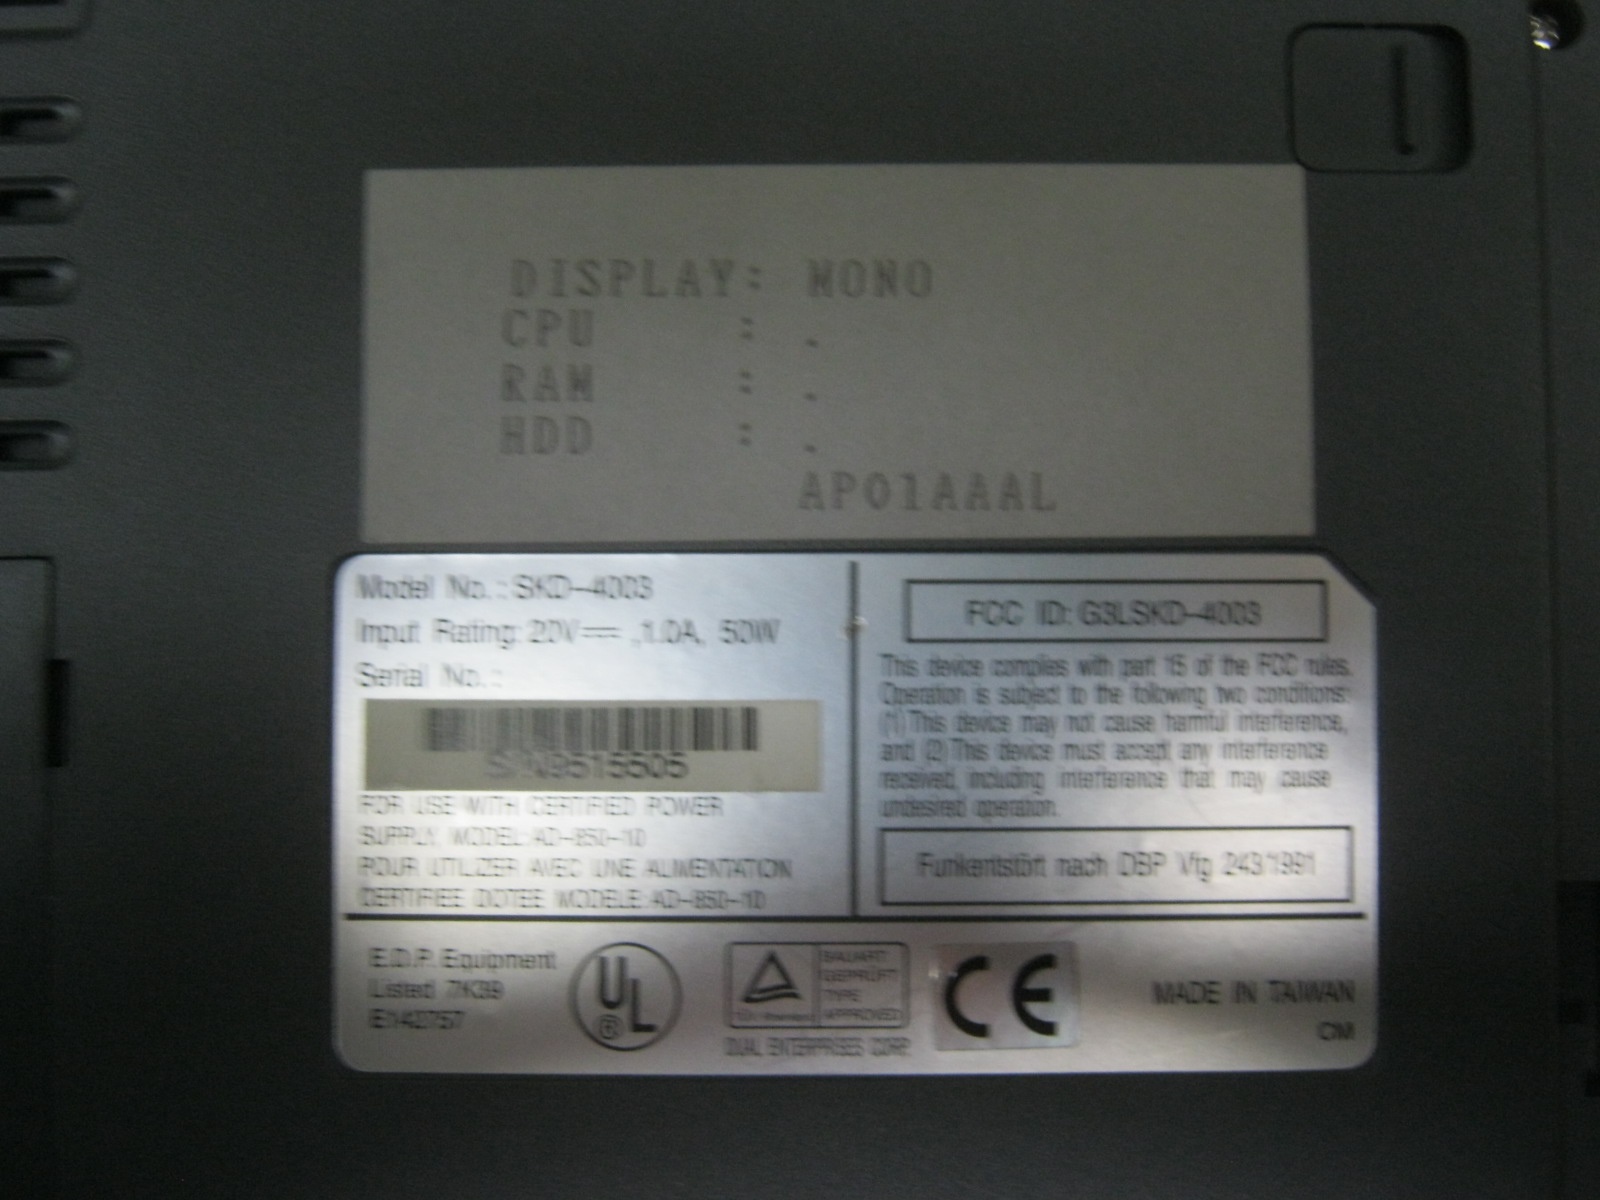 DISPLAY: MONO
CPU : .
RAM : .
HDD : .
AP01AAAL
Model No.: SKD-4003
Input Rating: 20V⎓ ,1.0A, 50W
Serial No.:
S/N9515505
FOR USE WITH CERTIFIED POWER
SUPPLY, MODEL: AD-850-10
POUR UTILIZER AVEC UNE ALIMENTATION
CERTIFIEE DOTEE MODELE: AD-850-10
FCC ID: G3LSKD-4003
This device complies with part 15 of the FCC rules.
Operation is subject to the following two conditions:
(1) This device may not cause harmful interference,
and (2) This device must accept any interference
received, including interference that may cause
undesired operation.
Funkentstört nach DBP Vfg 243/1991
E.D.P. Equipment
Listed 7K39
E142757
UL
®
BAUART
GEPRÜFT
TYPE
APPROVED
DUAL ENTERPRISES CORP.
CE
MADE IN TAIWAN
CM